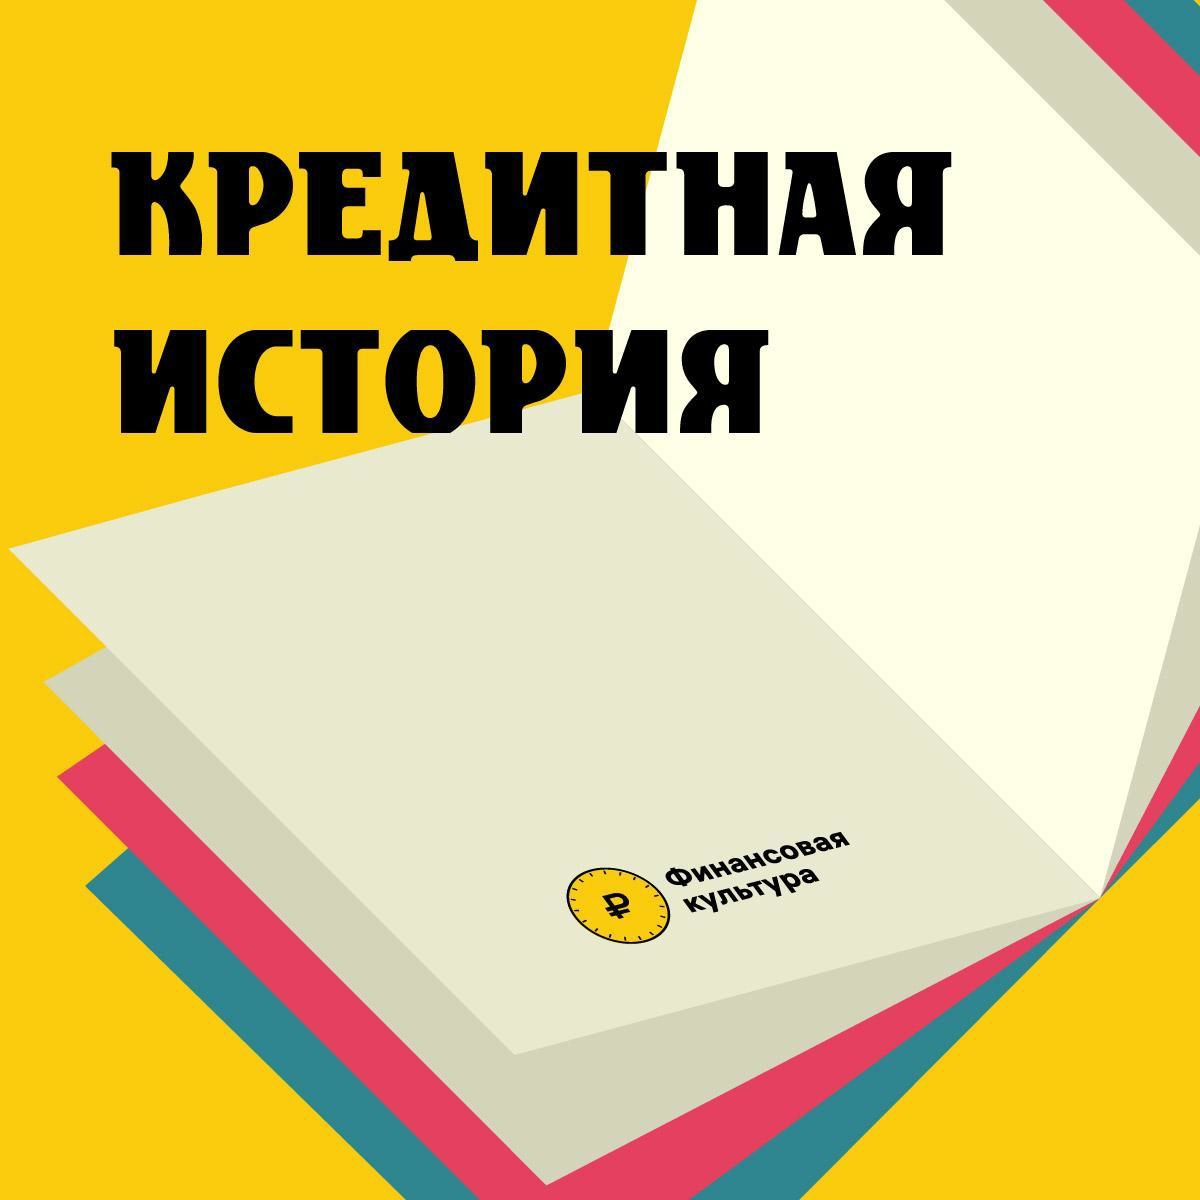 КРЕДИТНАЯ
ИСТОРИЯ
₽
Финансовая
культура